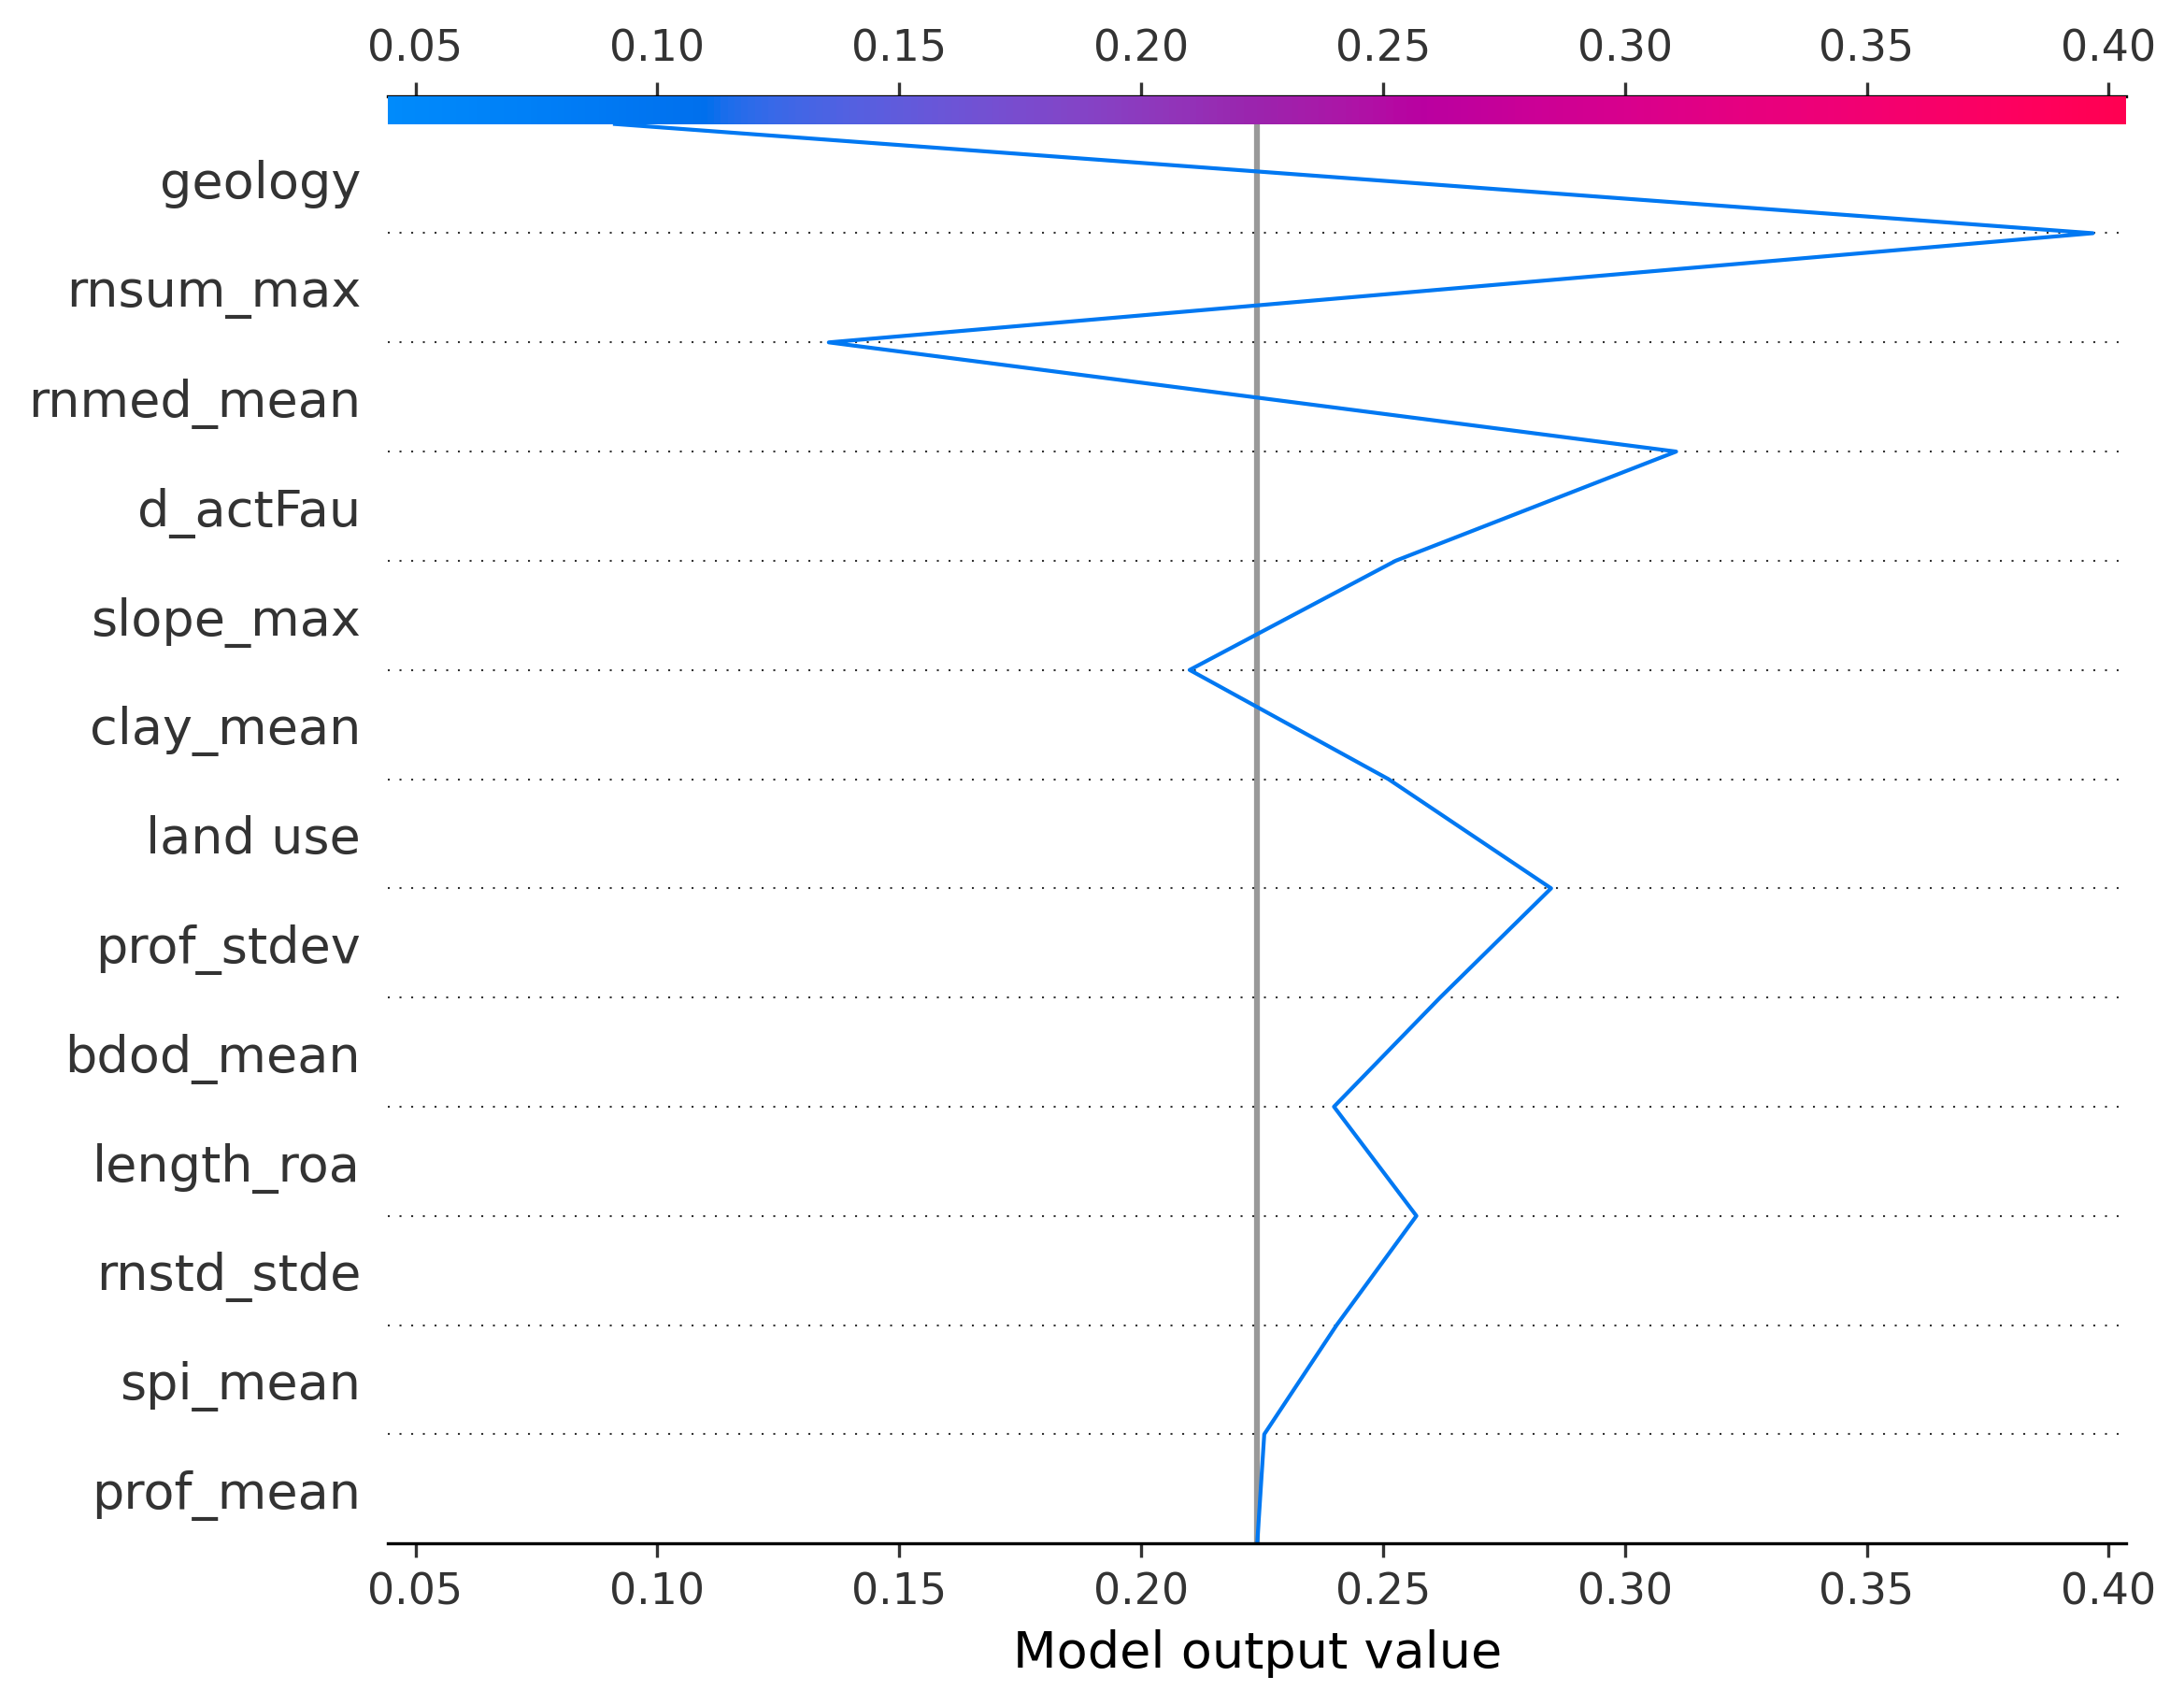 0.05 0.10 0.15 0.20 0.25 0.30 0.35 0.40
geology
rnsum_max
rnmed_mean
d_actFau
slope_max
clay_mean
land use
prof_stdev
bdod_mean
length_roa
rnstd_stde
spi_mean
prof_mean
0.05 0.10 0.15 0.20 0.25 0.30 0.35 0.40
Model output value